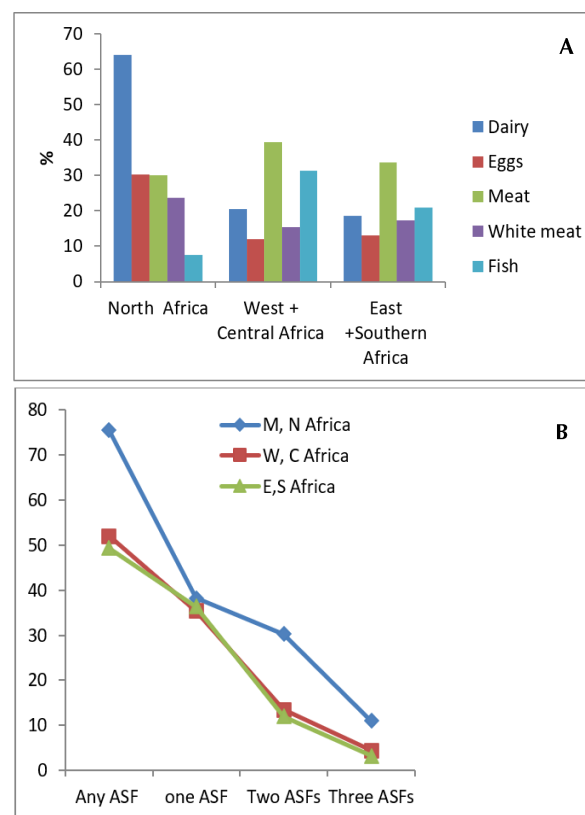 A
70
60
50
40
30
20
10
0
%
Dairy
Eggs
Meat
White meat
Fish
North Africa
West +
Central Africa
East
+Southern
Africa
B
80
70
60
50
40
30
20
10
0
M, N Africa
W, C Africa
E,S Africa
Any ASF
one ASF
Two ASFs
Three ASFs